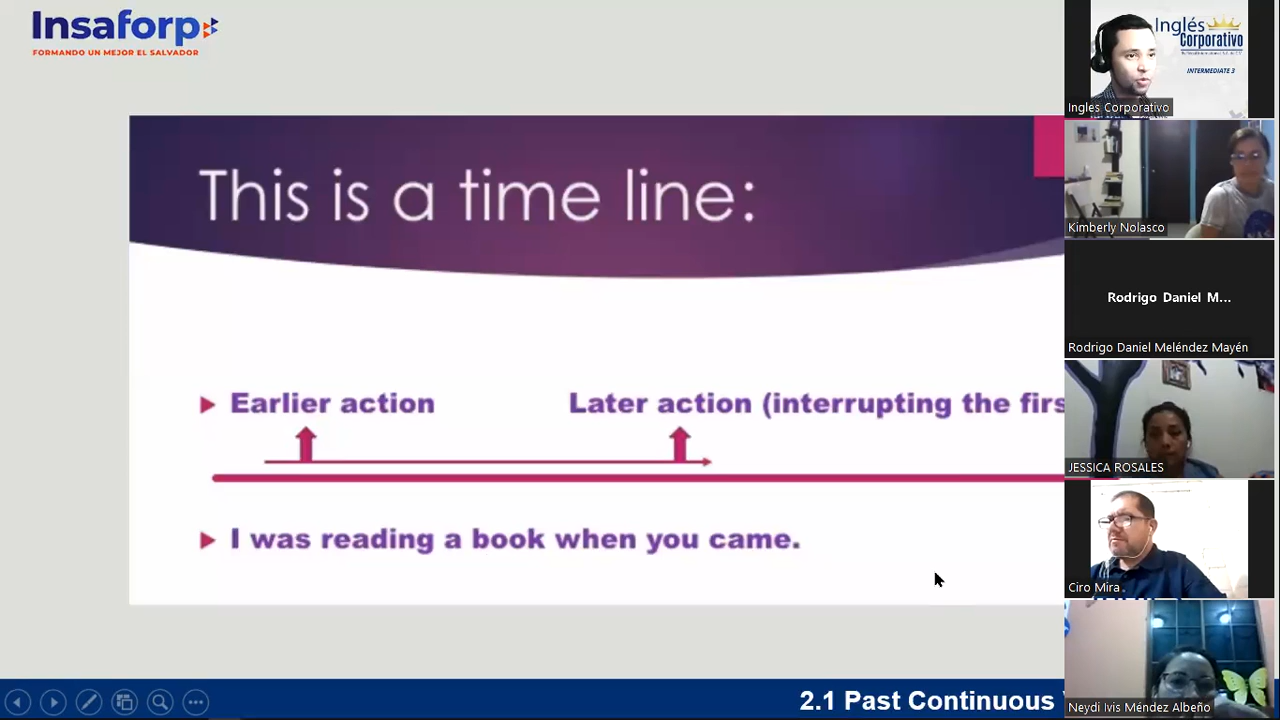 Insaforp
FORMANDO UN MEJOR EL SALVADOR
This is a time line:
Earlier action
Later action (interrupting the firs
I was reading a book when you came.
2.1 Past Continuous
Inglés
Corporativo
INTERMEDIATE 3
Ingles Corporativo
Kimberly Nolasco
Rodrigo Daniel M...
Rodrigo Daniel Meléndez Mayén
JESSICA ROSALES
Ciro Mira
Neydi Ivis Méndez Albeño